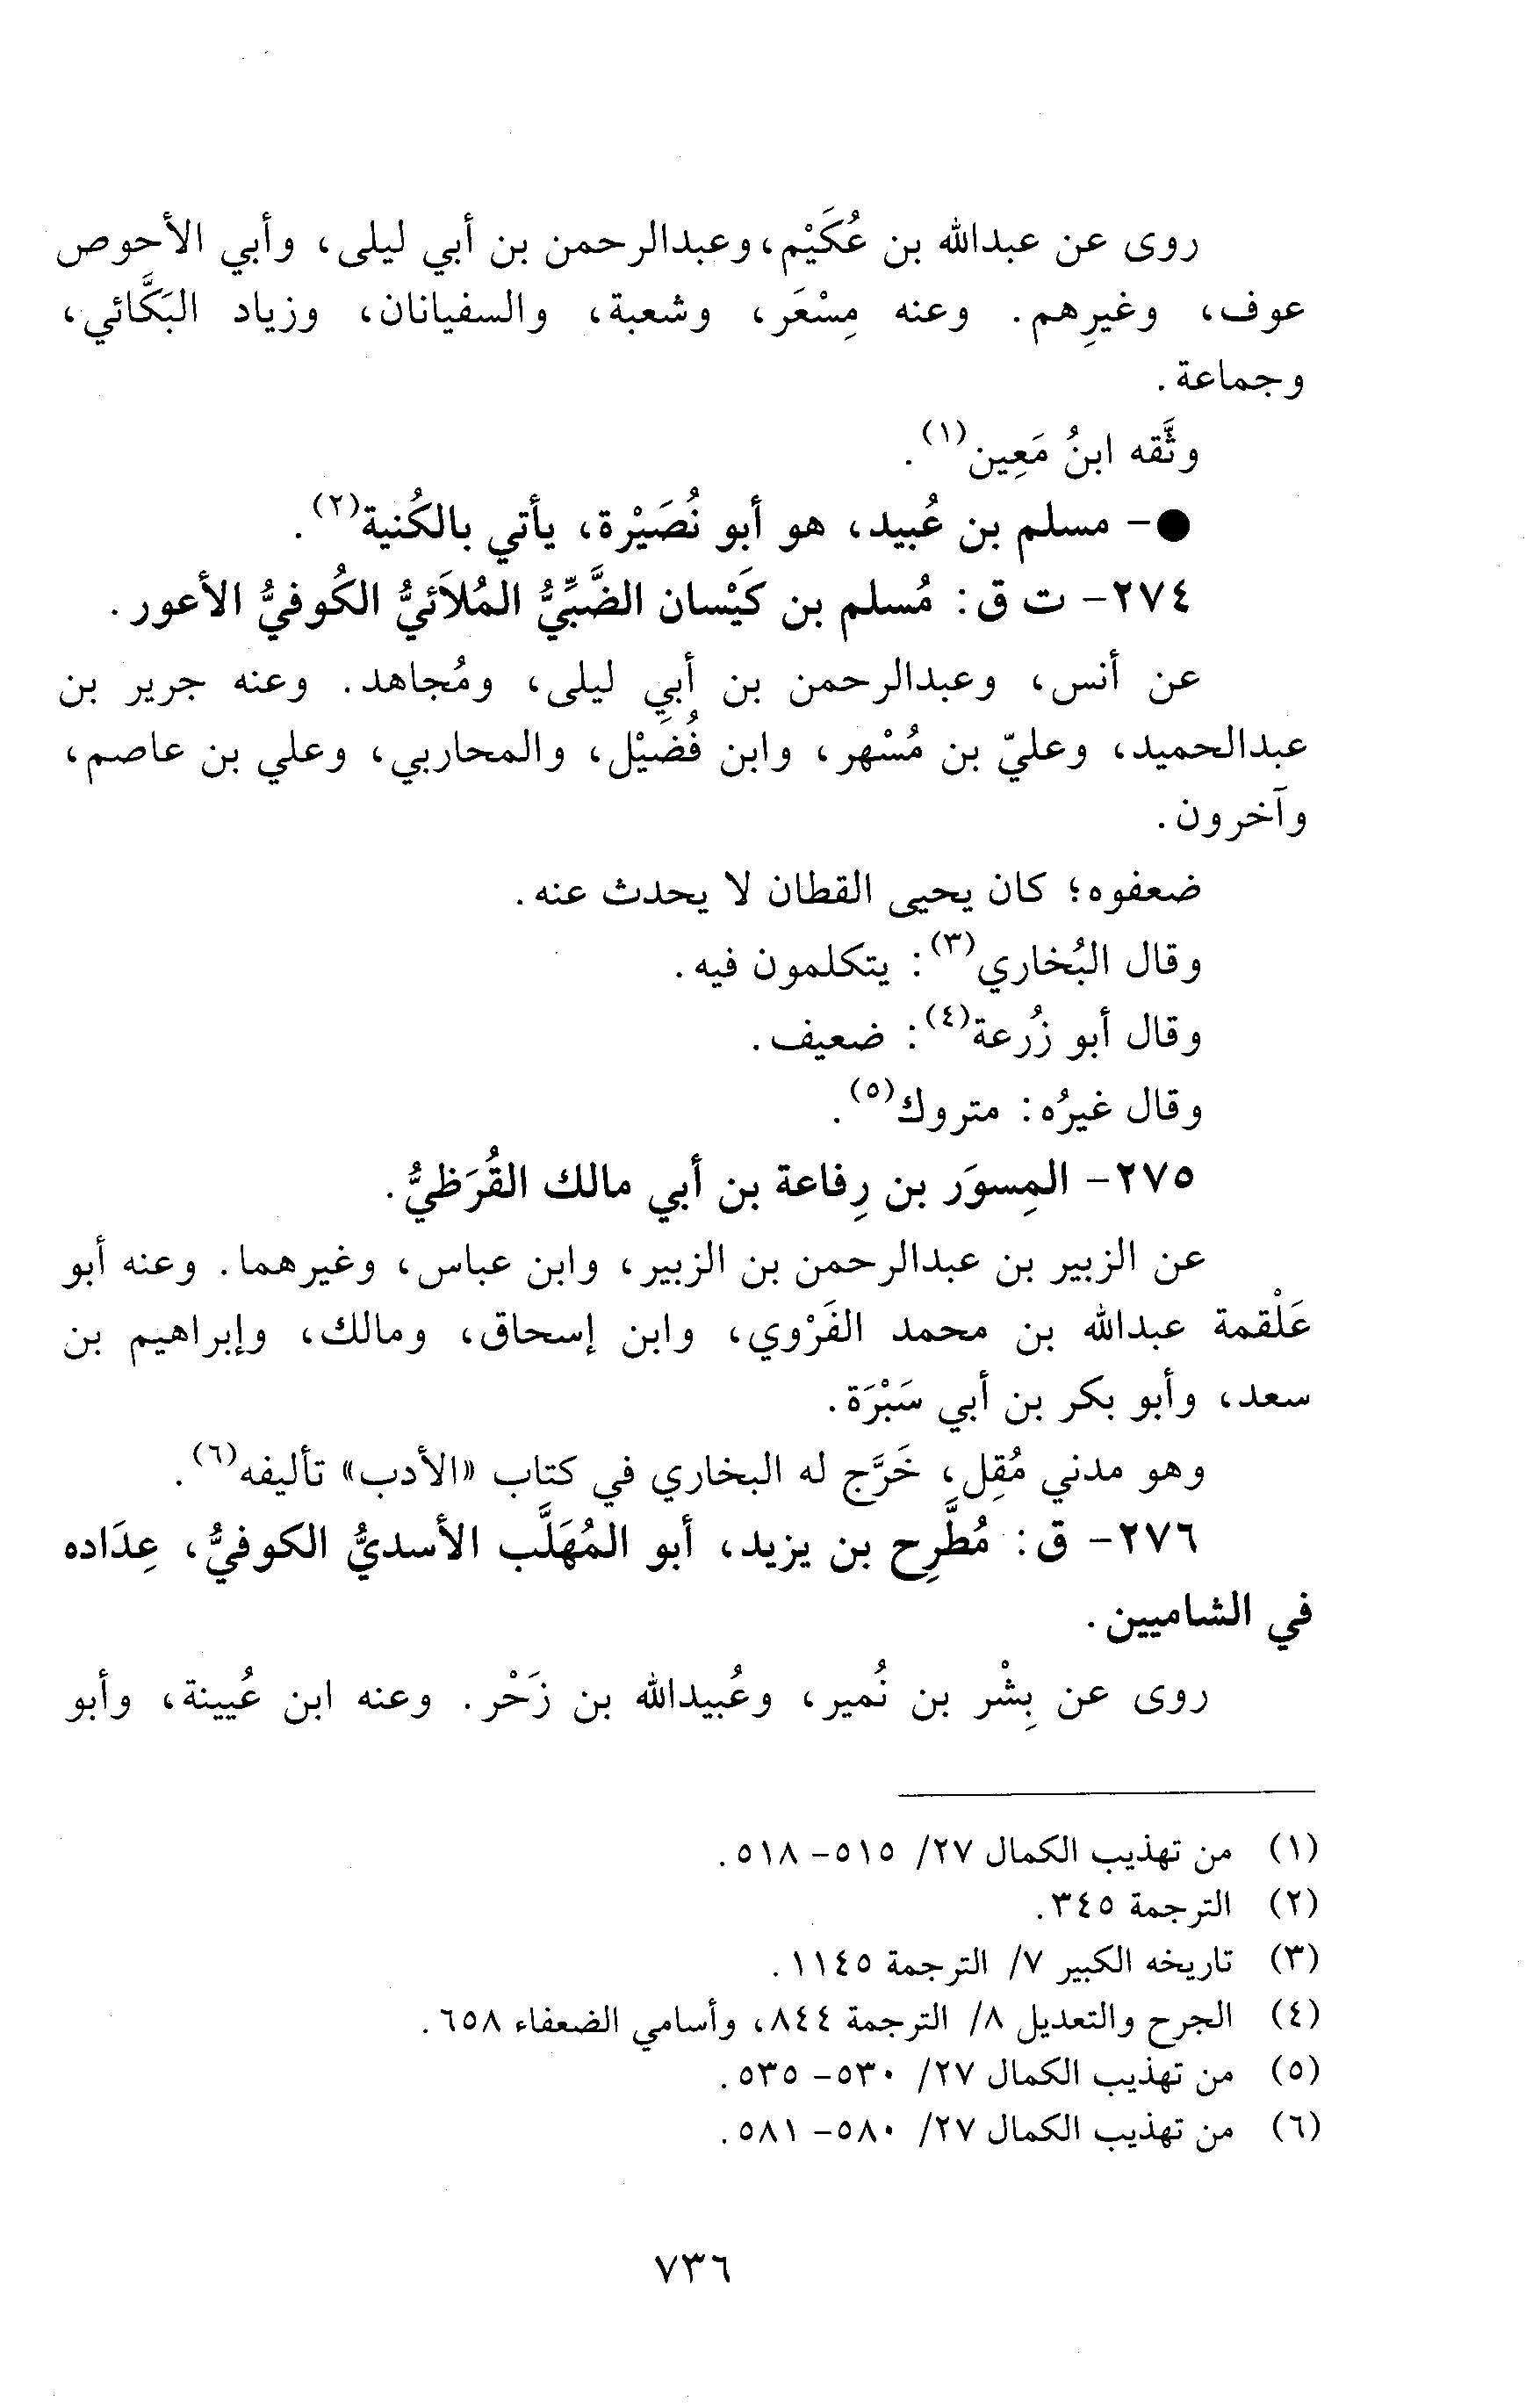 روى عن عبدالله بن عُكَيْم، وعبدالرحمن بن أبي ليلى، وأبي الأحوص
عوف، وغيرِهم. وعنه مِسْعَر، وشعبة، والسفيانان، وزياد البَكَّائي،
وجماعة.
وثَّقه ابنُ مَعِين(١).
●- مسلم بن عُبيد، هو أبو نُصَيْرة، يأتي بالكُنية(٢).
٢٧٤- ت ق: مُسلم بن كَيْسان الضَّبِّيُّ المُلاَئيُّ الكُوفيُّ الأعور.
عن أنس، وعبدالرحمن بن أبي ليلى، ومُجاهد. وعنه جرير بن
عبدالحميد، وعليّ بن مُسْهر، وابن فُضَيْل، والمحاربي، وعلي بن عاصم،
وآخرون.
ضعفوه؛ كان يحيى القطان لا يحدث عنه.
وقال البُخاري(٣): يتكلمون فيه.
وقال أبو زُرعة(٤): ضعيف.
وقال غيرُه: متروك(٥).
٢٧٥- المِسوَر بن رِفاعة بن أبي مالك القُرَظيُّ.
عن الزبير بن عبدالرحمن بن الزبير، وابن عباس، وغيرهما. وعنه أبو
عَلْقمة عبدالله بن محمد الفَرْوي، وابن إسحاق، ومالك، وإبراهيم بن
سعد، وأبو بكر بن أبي سَبْرَة.
وهو مدني مُقِل، خَرَّج له البخاري في كتاب «الأدب» تأليفه(٦).
٢٧٦- ق: مُطَّرِح بن يزيد، أبو المُهَلَّب الأسديُّ الكوفيُّ، عِدَاده
في الشاميين.
روى عن بِشْر بن نُمير، وعُبيدالله بن زَحْر. وعنه ابن عُيينة، وأبو
(١) من تهذيب الكمال ٢٧/ ٥١٥- ٥١٨.
(٢) الترجمة ٣٤٥.
(٣) تاريخه الكبير ٧/ الترجمة ١١٤٥.
(٤) الجرح والتعديل ٨/ الترجمة ٨٤٤، وأسامي الضعفاء ٦٥٨.
(٥) من تهذيب الكمال ٢٧/ ٥٣٠- ٥٣٥.
(٦) من تهذيب الكمال ٢٧/ ٥٨٠- ٥٨١.
٧٣٦